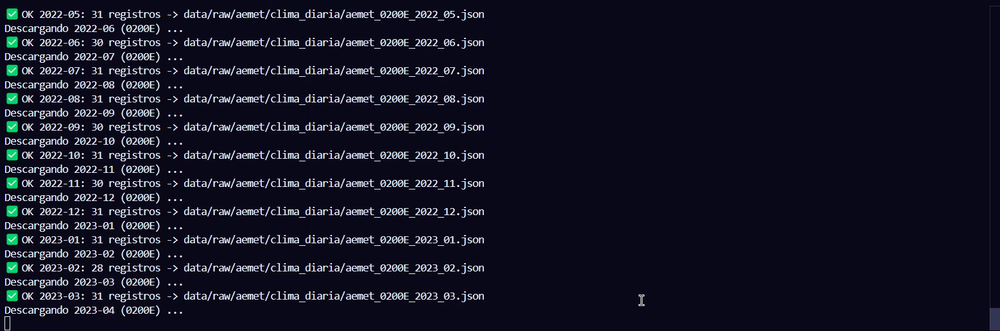 ✅ OK 2022-05: 31 registros -> data/raw/aemet/clima_diaria/aemet_0200E_2022_05.json
Descargando 2022-06 (0200E) ...
✅ OK 2022-06: 30 registros -> data/raw/aemet/clima_diaria/aemet_0200E_2022_06.json
Descargando 2022-07 (0200E) ...
✅ OK 2022-07: 31 registros -> data/raw/aemet/clima_diaria/aemet_0200E_2022_07.json
Descargando 2022-08 (0200E) ...
✅ OK 2022-08: 31 registros -> data/raw/aemet/clima_diaria/aemet_0200E_2022_08.json
Descargando 2022-09 (0200E) ...
✅ OK 2022-09: 30 registros -> data/raw/aemet/clima_diaria/aemet_0200E_2022_09.json
Descargando 2022-10 (0200E) ...
✅ OK 2022-10: 31 registros -> data/raw/aemet/clima_diaria/aemet_0200E_2022_10.json
Descargando 2022-11 (0200E) ...
✅ OK 2022-11: 30 registros -> data/raw/aemet/clima_diaria/aemet_0200E_2022_11.json
Descargando 2022-12 (0200E) ...
✅ OK 2022-12: 31 registros -> data/raw/aemet/clima_diaria/aemet_0200E_2022_12.json
Descargando 2023-01 (0200E) ...
✅ OK 2023-01: 31 registros -> data/raw/aemet/clima_diaria/aemet_0200E_2023_01.json
Descargando 2023-02 (0200E) ...
✅ OK 2023-02: 28 registros -> data/raw/aemet/clima_diaria/aemet_0200E_2023_02.json
Descargando 2023-03 (0200E) ...
✅ OK 2023-03: 31 registros -> data/raw/aemet/clima_diaria/aemet_0200E_2023_03.json
Descargando 2023-04 (0200E) ...